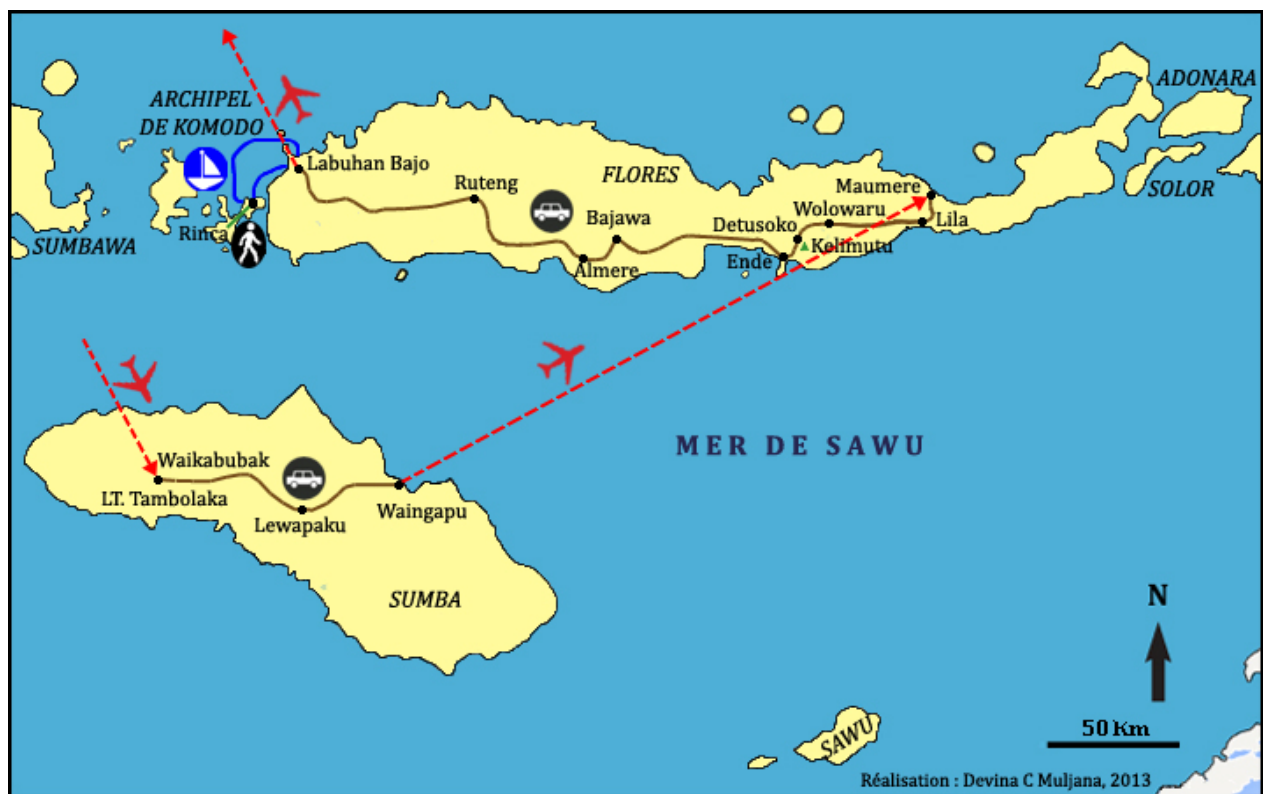 ARCHIPEL
DE KOMODO
ADONARA
Labuhan Bajo
FLORES
Ruteng
Maumere
SOLOR
Bajawa
Wolowaru
Detusoko
Lila
SUMBAWA
Rinca
Kelimutu
Ende
Almere
MER DE SAWU
Waikabubak
LT. Tambolaka
Lewapaku
Waingapu
SUMBA
N
SAWU
50 Km
Réalisation : Devina C Muljana, 2013